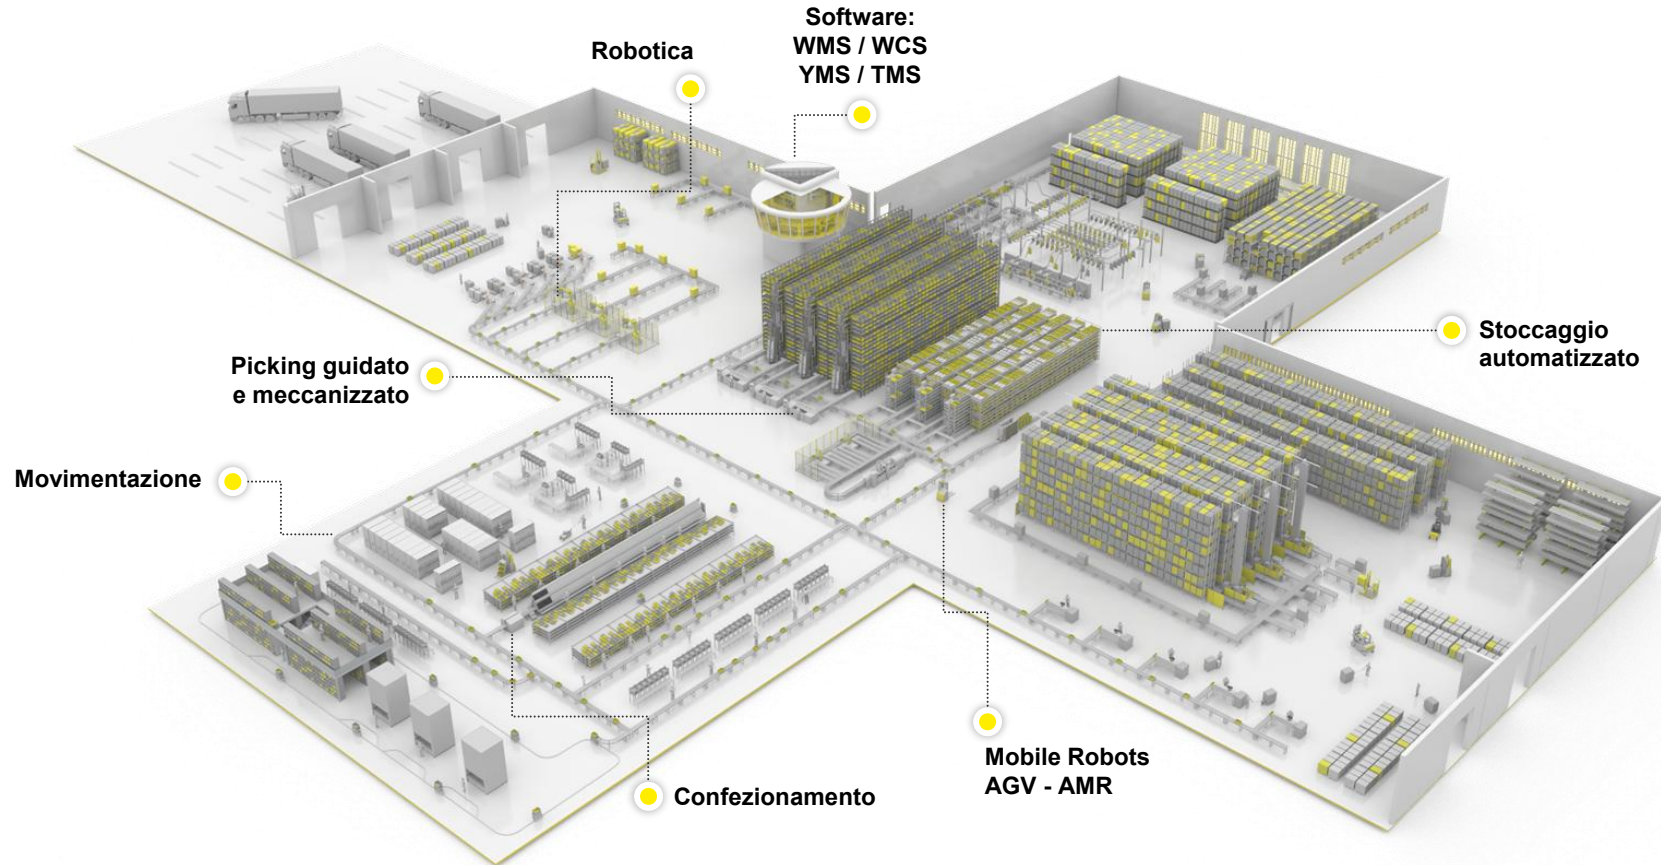 Software:
WMS / WCS
YMS / TMS
Robotica
Stoccaggio
automatizzato
Picking guidato
e meccanizzato
Movimentazione
Mobile Robots
AGV - AMR
Confezionamento